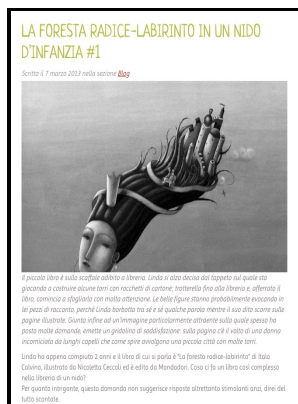 LA FORESTA RADICE-LABIRINTO IN UN NIDO
D'INFANZIA #1
Scritto il 7 marzo 2013 nella sezione Blog
Il piccolo libro è sullo scaffale adibito a libreria. Linda si alza decisa dal tappeto sul quale sta
giocando a costruire alcune torri con rocchetti di cartone; trotterella fino alla libreria e, afferrato il
libro, comincia a sfogliarlo con molta attenzione. Le belle figure stanno probabilmente evocando in
lei pezzi di racconto, perché Linda borbotta tra sé e sé qualche parola mentre il suo dito scorre sulle
pagine illustrate. Giunta infine ad un'immagine particolarmente attraente sulla quale spesso ha
posto molte domande, emette un gridolino di soddisfazione: sulla pagina c'è il volto di una donna
incorniciata da lunghi capelli che come spire avvolgono una piccola città con molte torri.
Linda ha appena compiuto 2 anni e il libro di cui si parla è "La foresta radice-labirinto" di Italo
Calvino, illustrato da Nicoletta Ceccoli ed è edito da Mondadori. Cosa ci fa un libro così complesso
nella libreria di un nido?
Per quanto intrigante, questa domanda non suggerisce risposte altrettanto stimolanti anzi, direi del
tutto scontate.